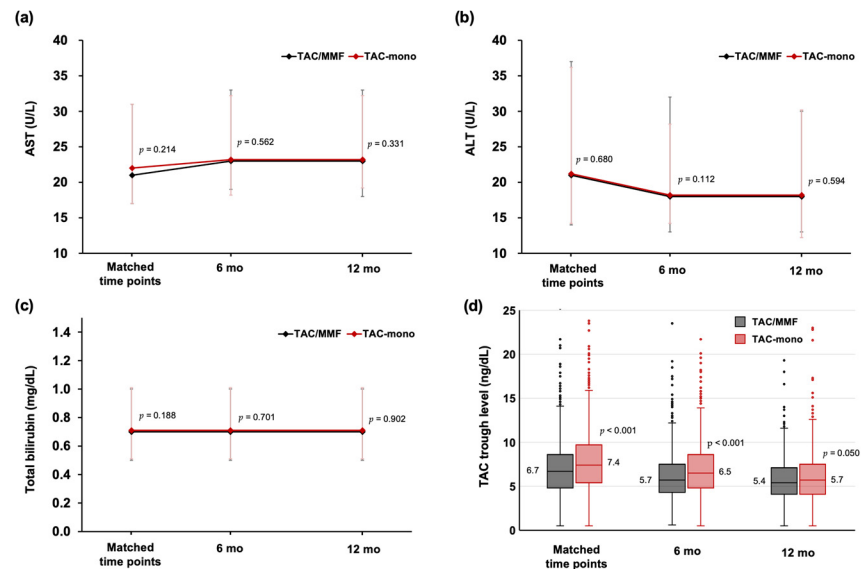 (a)
40
35
30
25
20
15
10
AST (U/L)
TAC/MMF
TAC-mono
p = 0.214
p = 0.562
p = 0.331
Matched
time points
6 mo
12 mo
(b)
40
35
30
25
20
15
10
ALT (U/L)
TAC/MMF
TAC-mono
p = 0.680
p = 0.112
p = 0.594
Matched
time points
6 mo
12 mo
(c)
1.4
1.2
1.0
0.8
0.6
0.4
0.2
0.0
Total bilirubin (mg/dL)
TAC/MMF
TAC-mono
p = 0.188
p = 0.701
p = 0.902
Matched
time points
6 mo
12 mo
(d)
25
20
15
10
5
0
TAC trough level (ng/dL)
TAC/MMF
TAC-mono
p < 0.001
p < 0.001
p = 0.050
6.7
7.4
5.7
6.5
5.4
5.7
Matched
time points
6 mo
12 mo